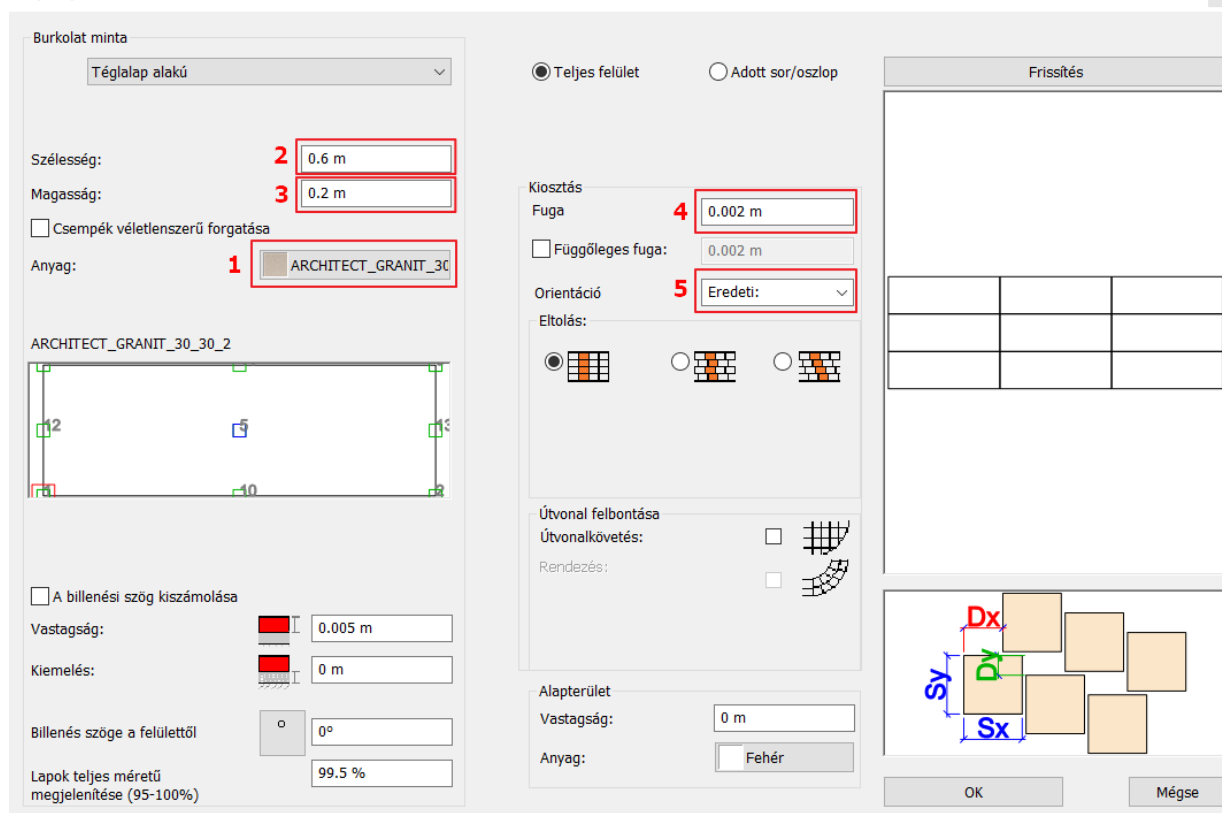 Burkolat minta
Téglalap alakú
Szélesség:
2
0.6 m
Magasság:
3
0.2 m
Csempék véletlenszerű forgatása
Anyag:
1
ARCHITECT_GRANIT_30
ARCHITECT_GRANIT_30_30_2
12
5
13
1
10
2
A billenési szög kiszámolása
Vastagság:
0.005 m
Kiemelés:
0 m
Billenés szöge a felülettől
0°
Lapok teljes méretű
megjelenítése (95-100%)
99.5 %
Teljes felület
Adott sor/oszlop
Kiosztás
Fuga
4
0.002 m
Függőleges fuga:
0.002 m
Orientáció
5
Eredeti:
Eltolás:
Útvonal felbontása
Útvonalkövetés:
Rendezés:
Alapterület
Vastagság:
0 m
Anyag:
Fehér
Frissítés
Dx
Dy
Sy
Sx
OK
Mégse